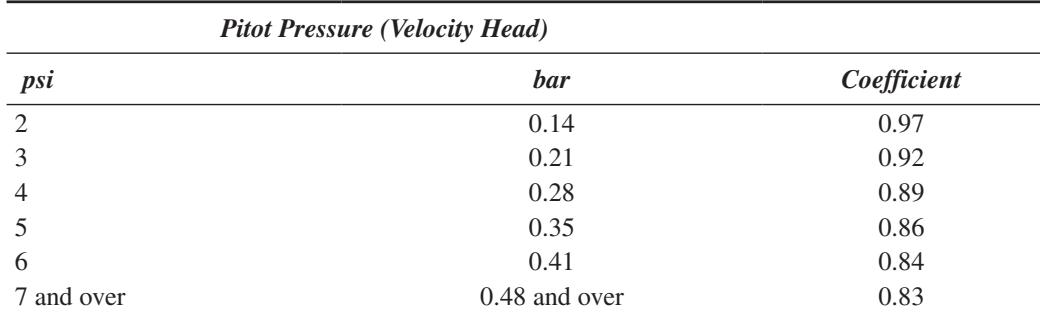 Pitot Pressure (Velocity Head)
psi bar Coefficient
2 0.14 0.97
3 0.21 0.92
4 0.28 0.89
5 0.35 0.86
6 0.41 0.84
7 and over 0.48 and over 0.83